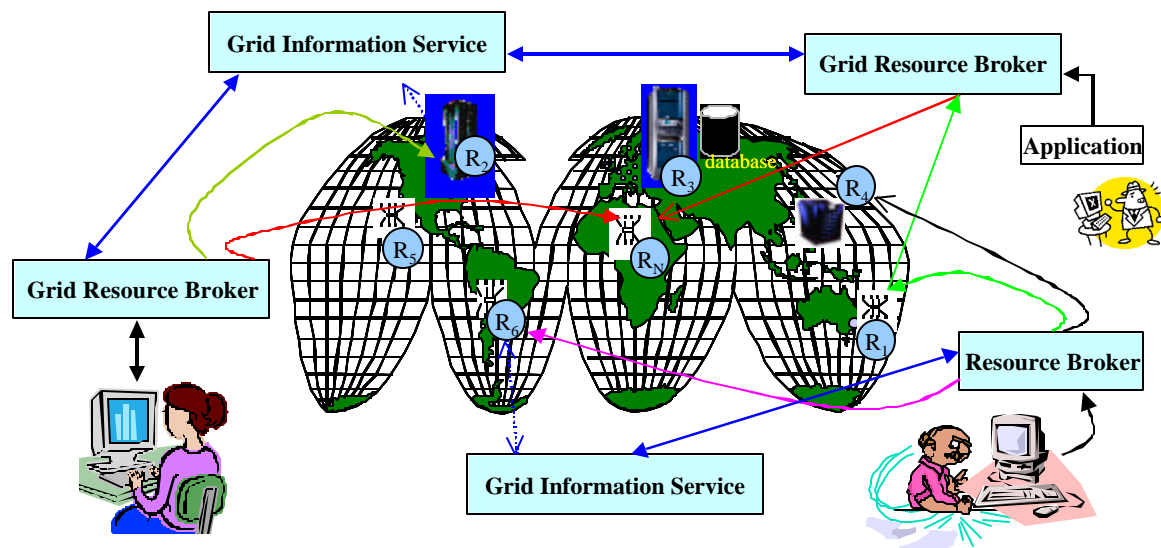 Grid Information Service
Grid Resource Broker
Application
R2
R3
database
R4
R5
RN
Grid Resource Broker
R6
R1
Resource Broker
Grid Information Service